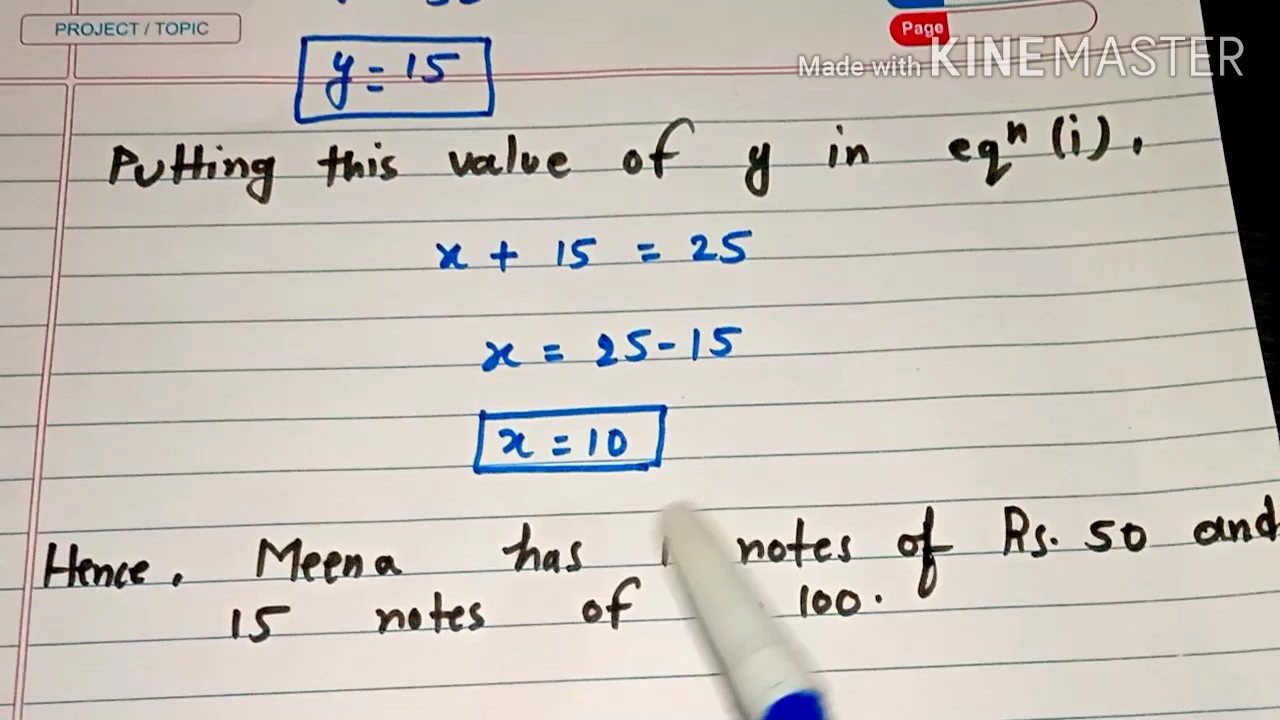 PROJECT / TOPIC
Page
Made with KINEMASTER
y = 15
Putting this value of y in eqⁿ (i).
x + 15 = 25
x = 25 - 15
x = 10
Hence, Meena has notes of Rs. 50 and
15 notes of 100.